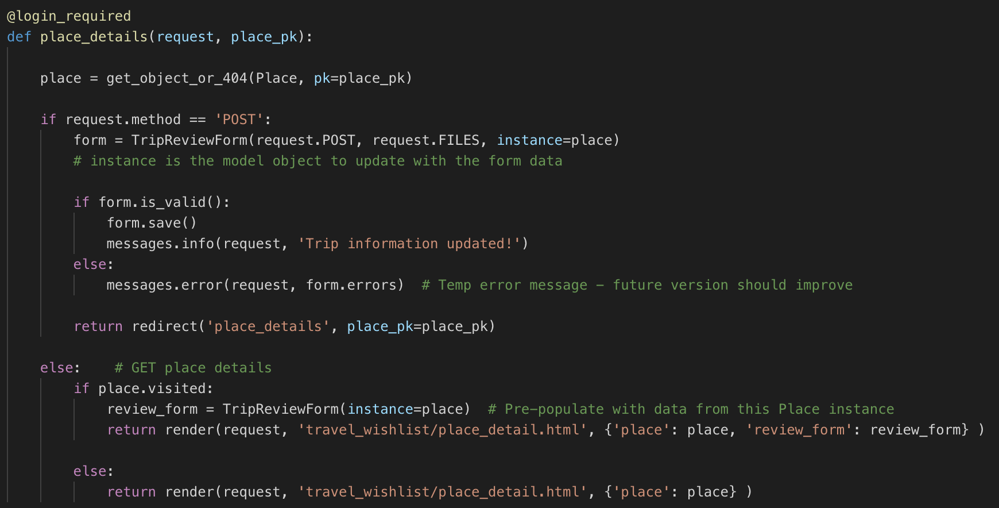 @login_required
def place_details(request, place_pk):

    place = get_object_or_404(Place, pk=place_pk)

    if request.method == 'POST':
        form = TripReviewForm(request.POST, request.FILES, instance=place)
        # instance is the model object to update with the form data

        if form.is_valid():
            form.save()
            messages.info(request, 'Trip information updated!')
        else:
            messages.error(request, form.errors)  # Temp error message - future version should improve

        return redirect('place_details', place_pk=place_pk)

    else:    # GET place details
        if place.visited:
            review_form = TripReviewForm(instance=place)  # Pre-populate with data from this Place instance
            return render(request, 'travel_wishlist/place_detail.html', {'place': place, 'review_form': review_form} )

        else:
            return render(request, 'travel_wishlist/place_detail.html', {'place': place} )